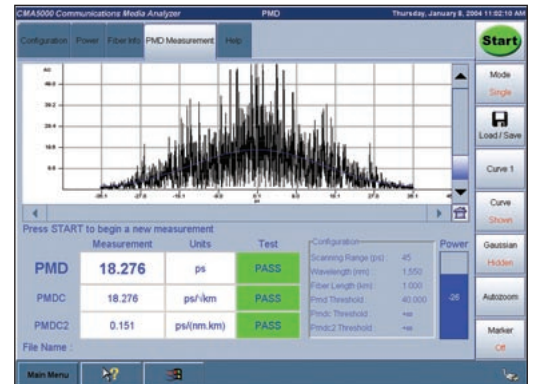 CMA5000 Communications Media Analyzer PMD Thursday, January 8, 2004 11:02:10 AM
Configuration Power Fiber Info PMD Measurement Help
Start
Mode
Single
Load / Save
Curve 1
Curve
Shown
Gaussian
Hidden
Autozoom
Marker
Off
Press START to begin a new measurement
Measurement Units Test
PMD 18.276 ps PASS
PMDC 18.276 ps/√km PASS
PMDC2 0.151 ps/(nm.km) PASS
Configuration
Scanning Range (ps) : 45
Wavelength (nm) : 1,550
Fiber Length (km) : 1.000
Pmd Threshold : 40.000
Pmdc Threshold : +∞
Pmdc2 Threshold : +∞
Power
-26
File Name :
Main Menu